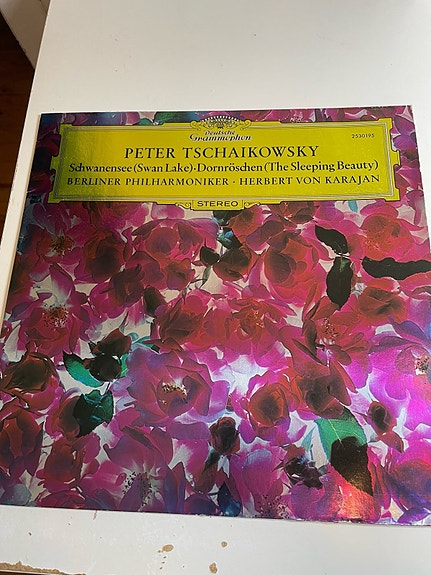 Deutsche
Grammophon
2530195
PETER TSCHAIKOWSKY
Schwanensee (Swan Lake) · Dornröschen (The Sleeping Beauty)
BERLINER PHILHARMONIKER · HERBERT VON KARAJAN
STEREO